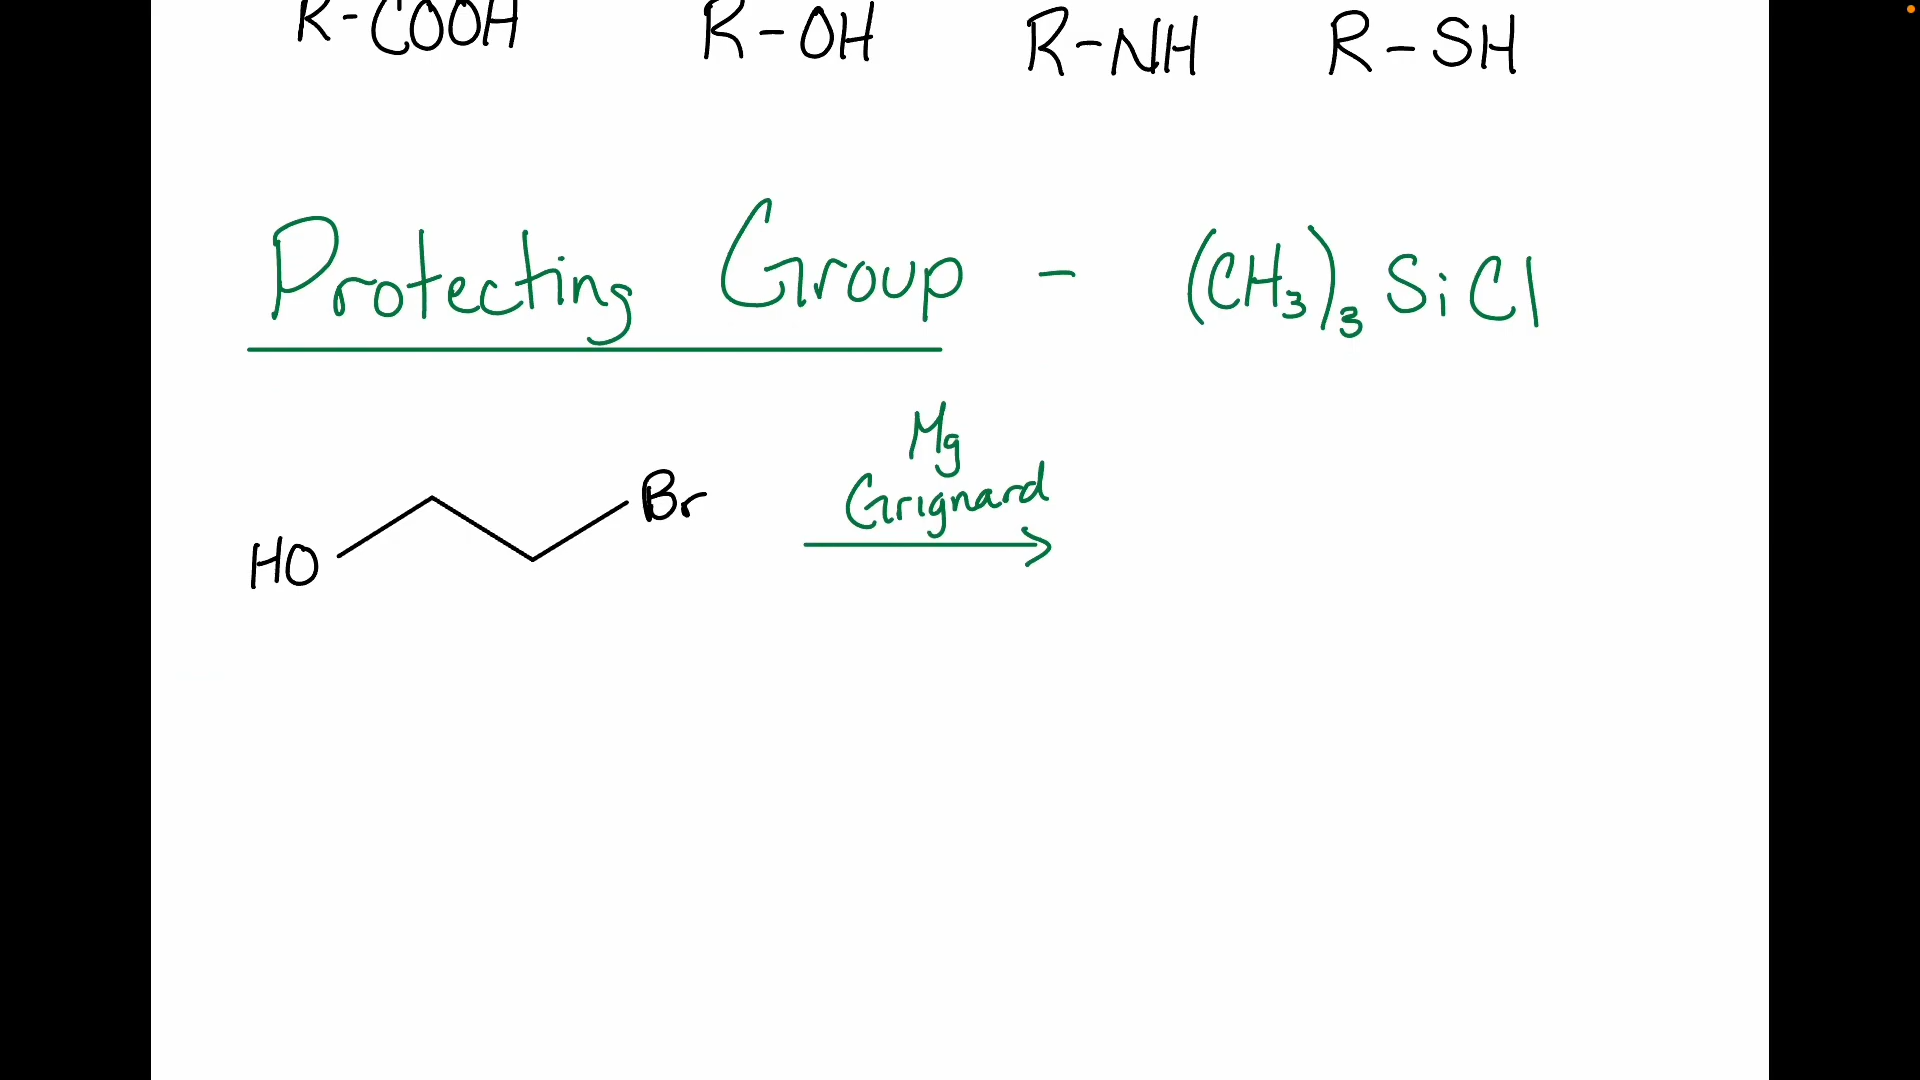 R-COOH R-OH R-NH R-SH
Protecting Group - (CH₃)₃SiCl
Mg
Grignard
HO Br